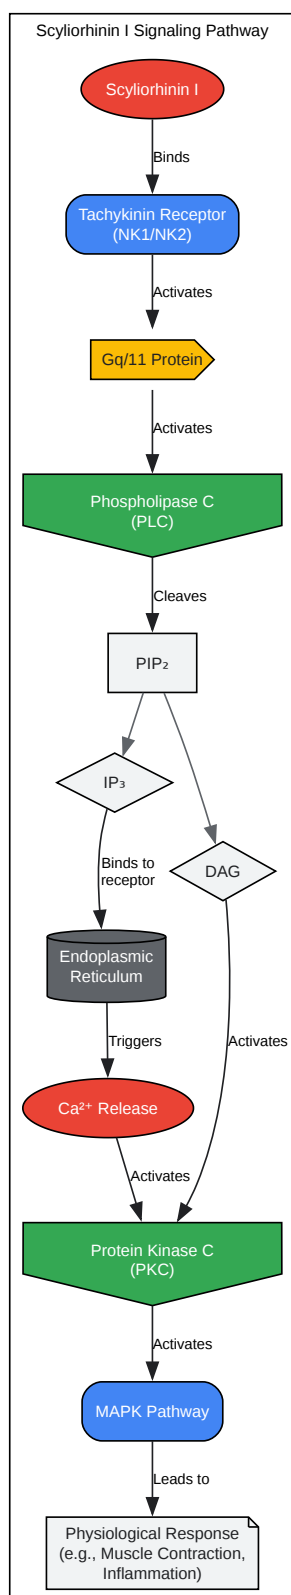 Scyliorhinin I Signaling Pathway
Scyliorhinin I
Binds
Tachykinin Receptor
(NK1/NK2)
Activates
Gq/11 Protein
Activates
Phospholipase C
(PLC)
Cleaves
PIP₂
IP₃
DAG
Binds to
receptor
Endoplasmic
Reticulum
Triggers
Activates
Ca²⁺ Release
Activates
Protein Kinase C
(PKC)
Activates
MAPK Pathway
Leads to
Physiological Response
(e.g., Muscle Contraction,
Inflammation)